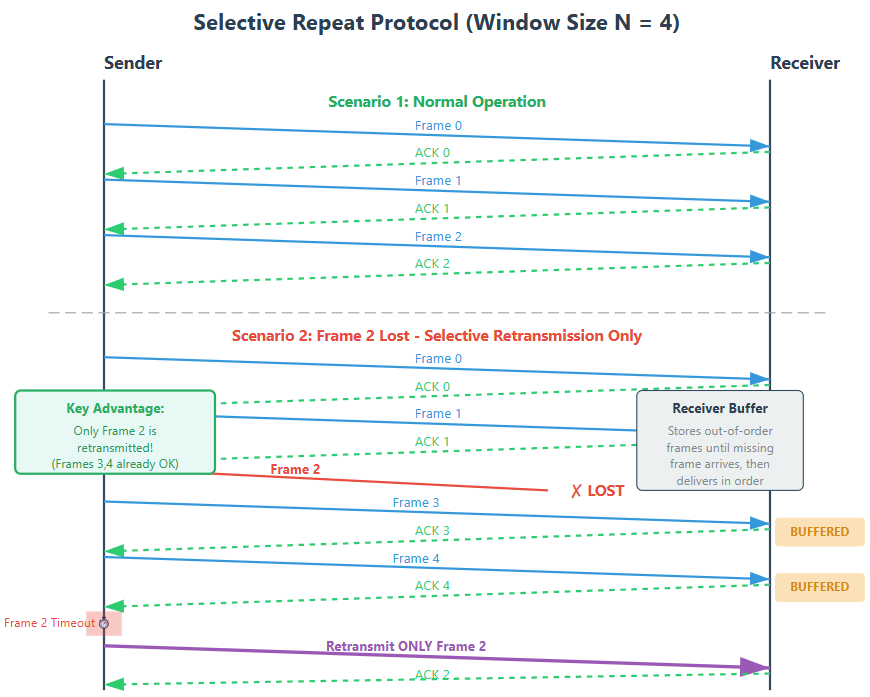 Selective Repeat Protocol (Window Size N = 4)
Sender
Receiver
Scenario 1: Normal Operation
Frame 0
ACK 0
Frame 1
ACK 1
Frame 2
ACK 2
Scenario 2: Frame 2 Lost - Selective Retransmission Only
Frame 0
ACK 0
Key Advantage:
Only Frame 2 is
retransmitted!
(Frames 3,4 already OK)
Frame 1
ACK 1
Receiver Buffer
Stores out-of-order
frames until missing
frame arrives, then
delivers in order
Frame 2
✗ LOST
Frame 3
BUFFERED
ACK 3
Frame 4
BUFFERED
ACK 4
Frame 2 Timeout
Retransmit ONLY Frame 2
ACK 2